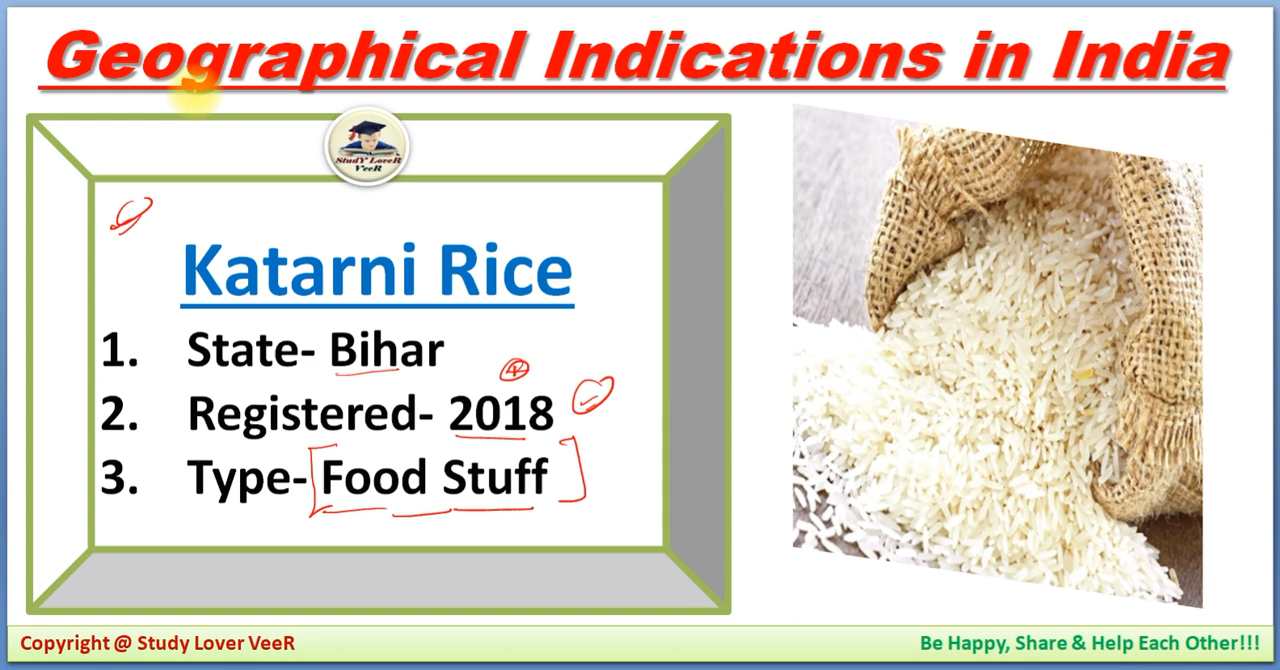 Geographical Indications in India
StudY LoveR
VeeR
Katarni Rice
1. State- Bihar
2. Registered- 2018
3. Type- Food Stuff
Copyright @ Study Lover VeeR
Be Happy, Share & Help Each Other!!!